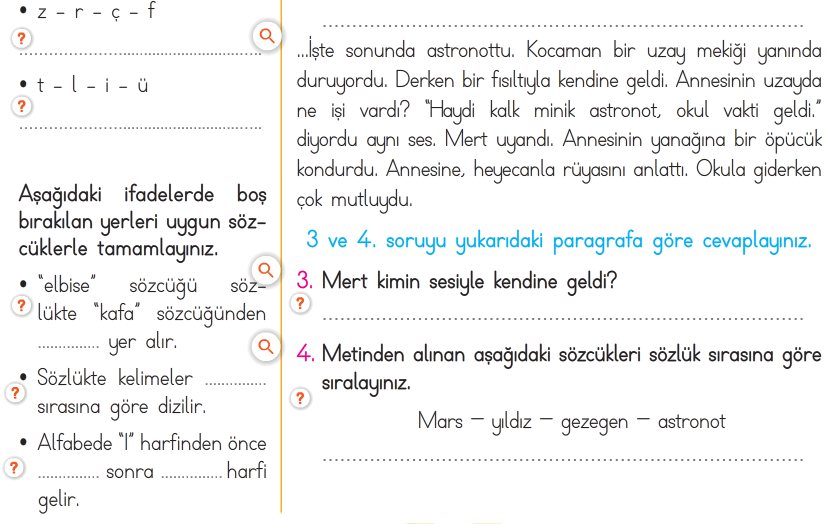 • z – r – ç – f
?
• t – l – i – ü
?
Aşağıdaki ifadelerde boş
bırakılan yerleri uygun söz-
cüklerle tamamlayınız.
• "elbise" sözcüğü söz-
? lükte "kafa" sözcüğünden
............... yer alır.
• Sözlükte kelimeler ...............
? sırasına göre dizilir.
• Alfabede "l" harfinden önce
? ............... sonra ............... harfi
gelir.
...İşte sonunda astronottu. Kocaman bir uzay mekiği yanında
duruyordu. Derken bir fısıltıyla kendine geldi. Annesinin uzayda
ne işi vardı? "Haydi kalk minik astronot, okul vakti geldi."
diyordu aynı ses. Mert uyandı. Annesinin yanağına bir öpücük
kondurdu. Annesine, heyecanla rüyasını anlattı. Okula giderken
çok mutluydu.
3 ve 4. soruyu yukarıdaki paragrafa göre cevaplayınız.
3. Mert kimin sesiyle kendine geldi?
?
4. Metinden alınan aşağıdaki sözcükleri sözlük sırasına göre
sıralayınız.
?
Mars – yıldız – gezegen – astronot